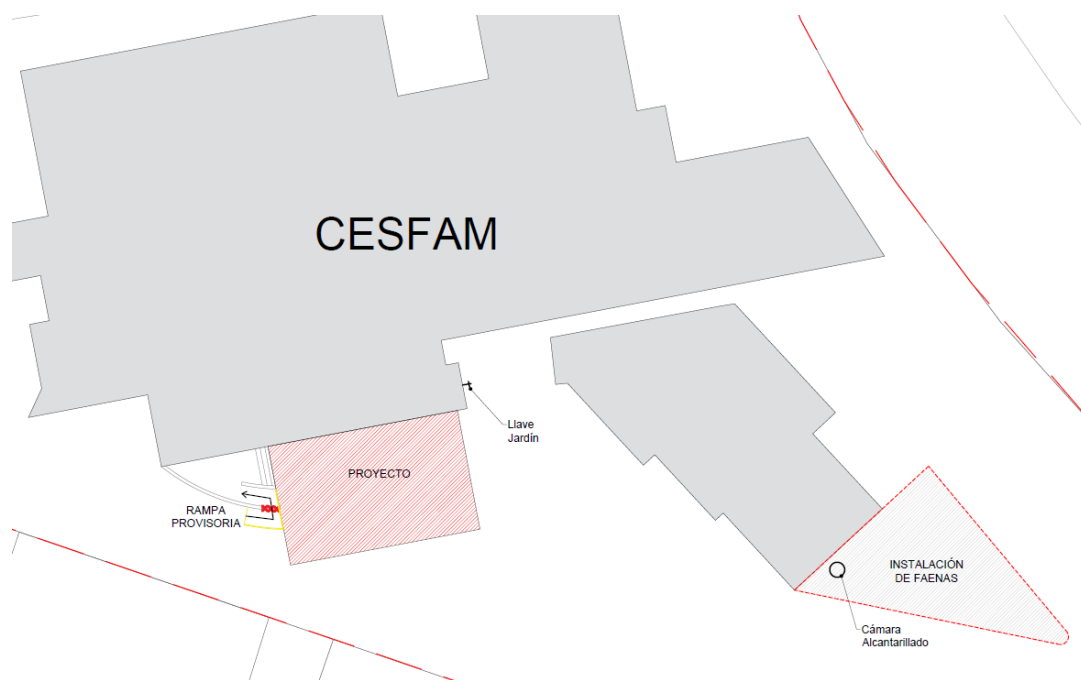 CESFAM
Llave
Jardín
PROYECTO
RAMPA
PROVISORIA
INSTALACIÓN
DE FAENAS
Cámara
Alcantarillado